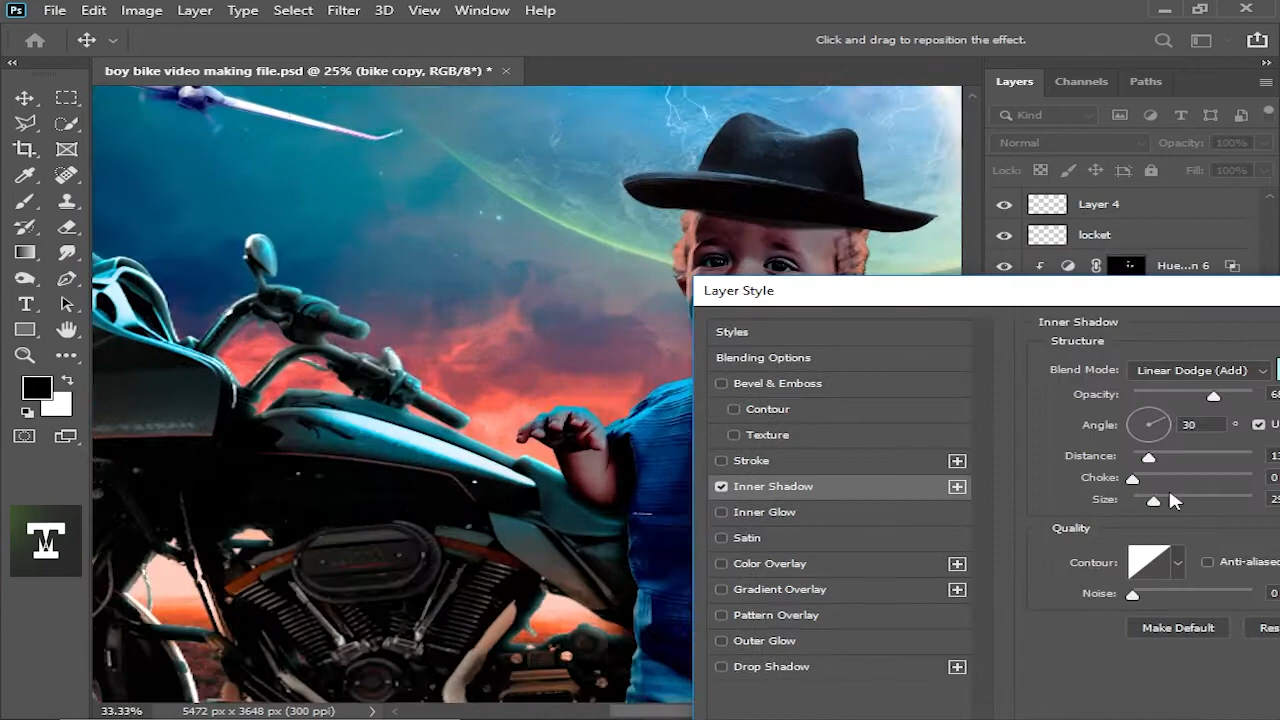 Ps File Edit Image Layer Type Select Filter 3D View Window Help
Click and drag to reposition the effect.
boy bike video making file.psd @ 25% (bike copy, RGB/8*) *
Layers Channels Paths
Kind
Normal Opacity: 100%
Lock: Fill: 100%
Layer 4
locket
Hue...n 6
Layer Style
Styles
Blending Options
Bevel & Emboss
Contour
Texture
Stroke
Inner Shadow
Inner Glow
Satin
Color Overlay
Gradient Overlay
Pattern Overlay
Outer Glow
Drop Shadow
Inner Shadow
Structure
Blend Mode: Linear Dodge (Add)
Opacity:
Angle: 30 °
Distance:
Choke: 0
Size:
Quality
Contour: Anti-aliased
Noise: 0
Make Default
33.33% 5472 px x 3648 px (300 ppi)